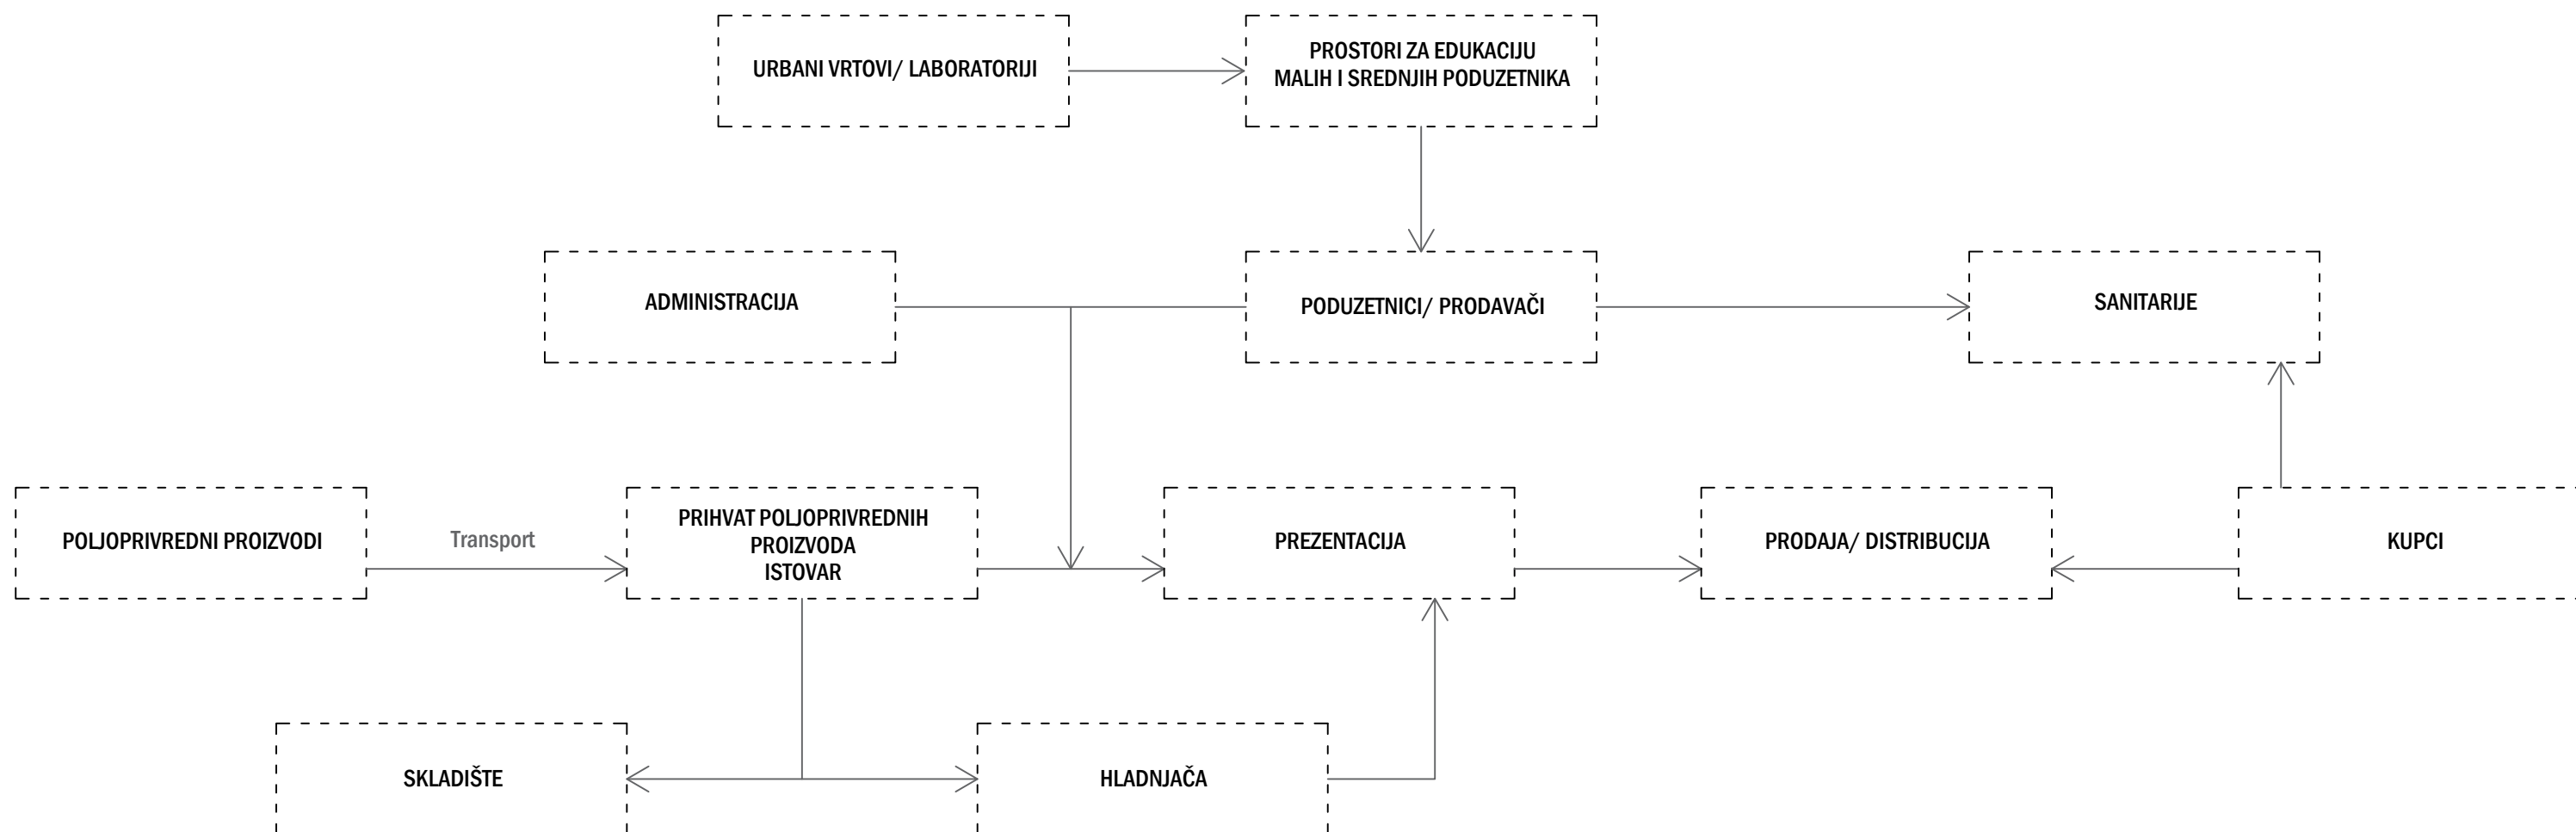 URBANI VRTOVI/ LABORATORIJI
PROSTORI ZA EDUKACIJU
MALIH I SREDNJIH PODUZETNIKA
ADMINISTRACIJA
PODUZETNICI/ PRODAVAČI
SANITARIJE
POLJOPRIVREDNI PROIZVODI
Transport
PRIHVAT POLJOPRIVREDNIH
PROIZVODA
ISTOVAR
PREZENTACIJA
PRODAJA/ DISTRIBUCIJA
KUPCI
SKLADIŠTE
HLADNJAČA